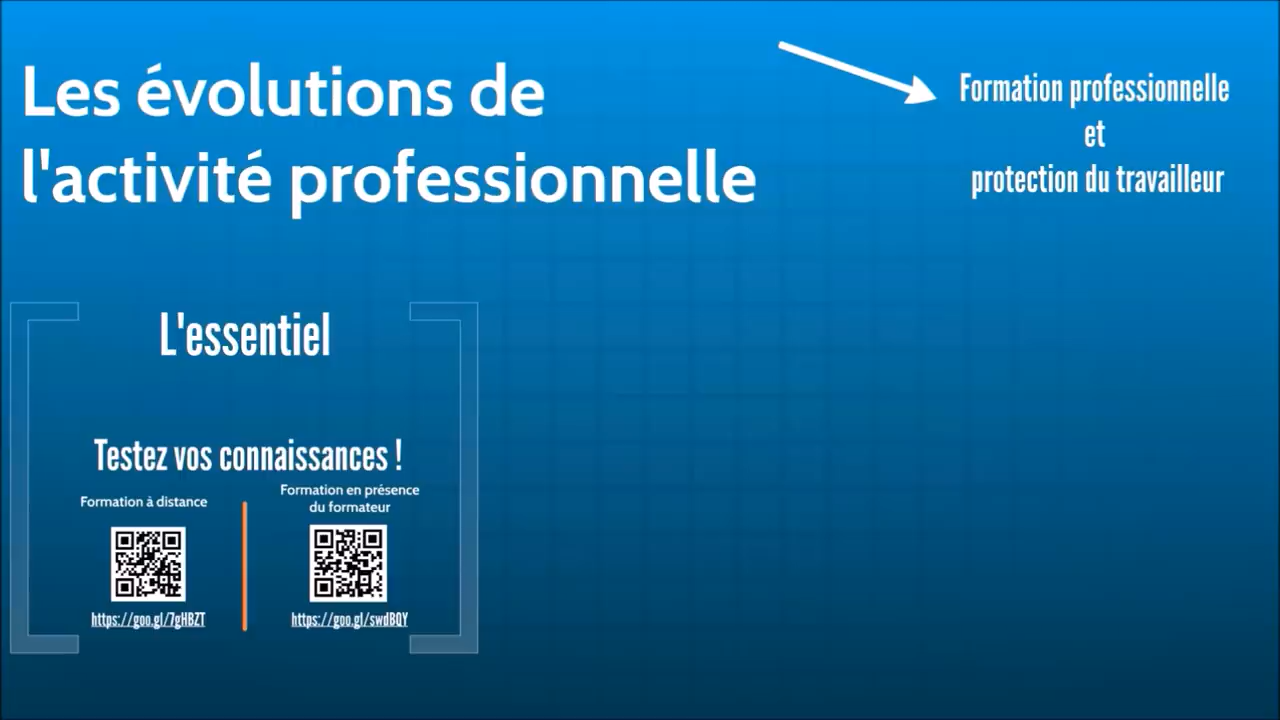 Les évolutions de
l'activité professionnelle
Formation professionnelle
et
protection du travailleur
L'essentiel
Testez vos connaissances !
Formation à distance
https://goo.gl/7gHBZT
Formation en présence
du formateur
https://goo.gl/swdBQY